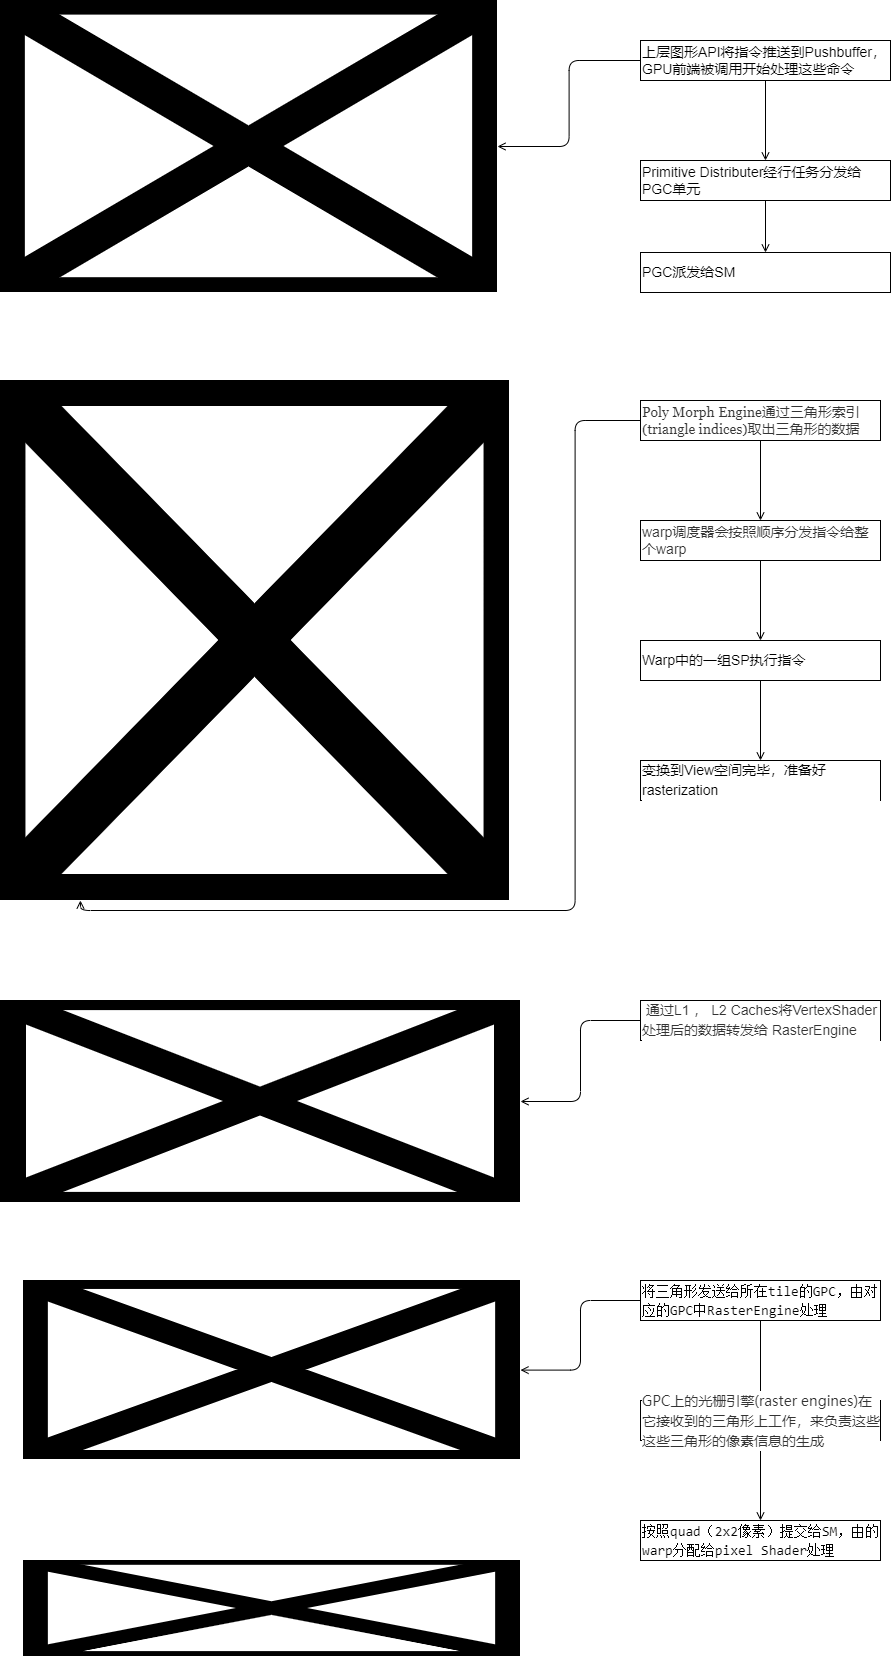 上层图形API将指令推送到Pushbuffer，
GPU前端被调用开始处理这些命令
Primitive Distributer经行任务分发给
PGC单元
PGC派发给SM
Poly Morph Engine通过三角形索引
(triangle indices)取出三角形的数据
warp调度器会按照顺序分发指令给整
个warp
Warp中的一组SP执行指令
变换到View空间完毕，准备好
rasterization
通过L1 ， L2 Caches将VertexShader
处理后的数据转发给 RasterEngine
将三角形发送给所在tile的GPC，由对
应的GPC中RasterEngine处理
GPC上的光栅引擎(raster engines)在
它接收到的三角形上工作，来负责这些
这些三角形的像素信息的生成
按照quad（2x2像素）提交给SM，由的
warp分配给pixel Shader处理